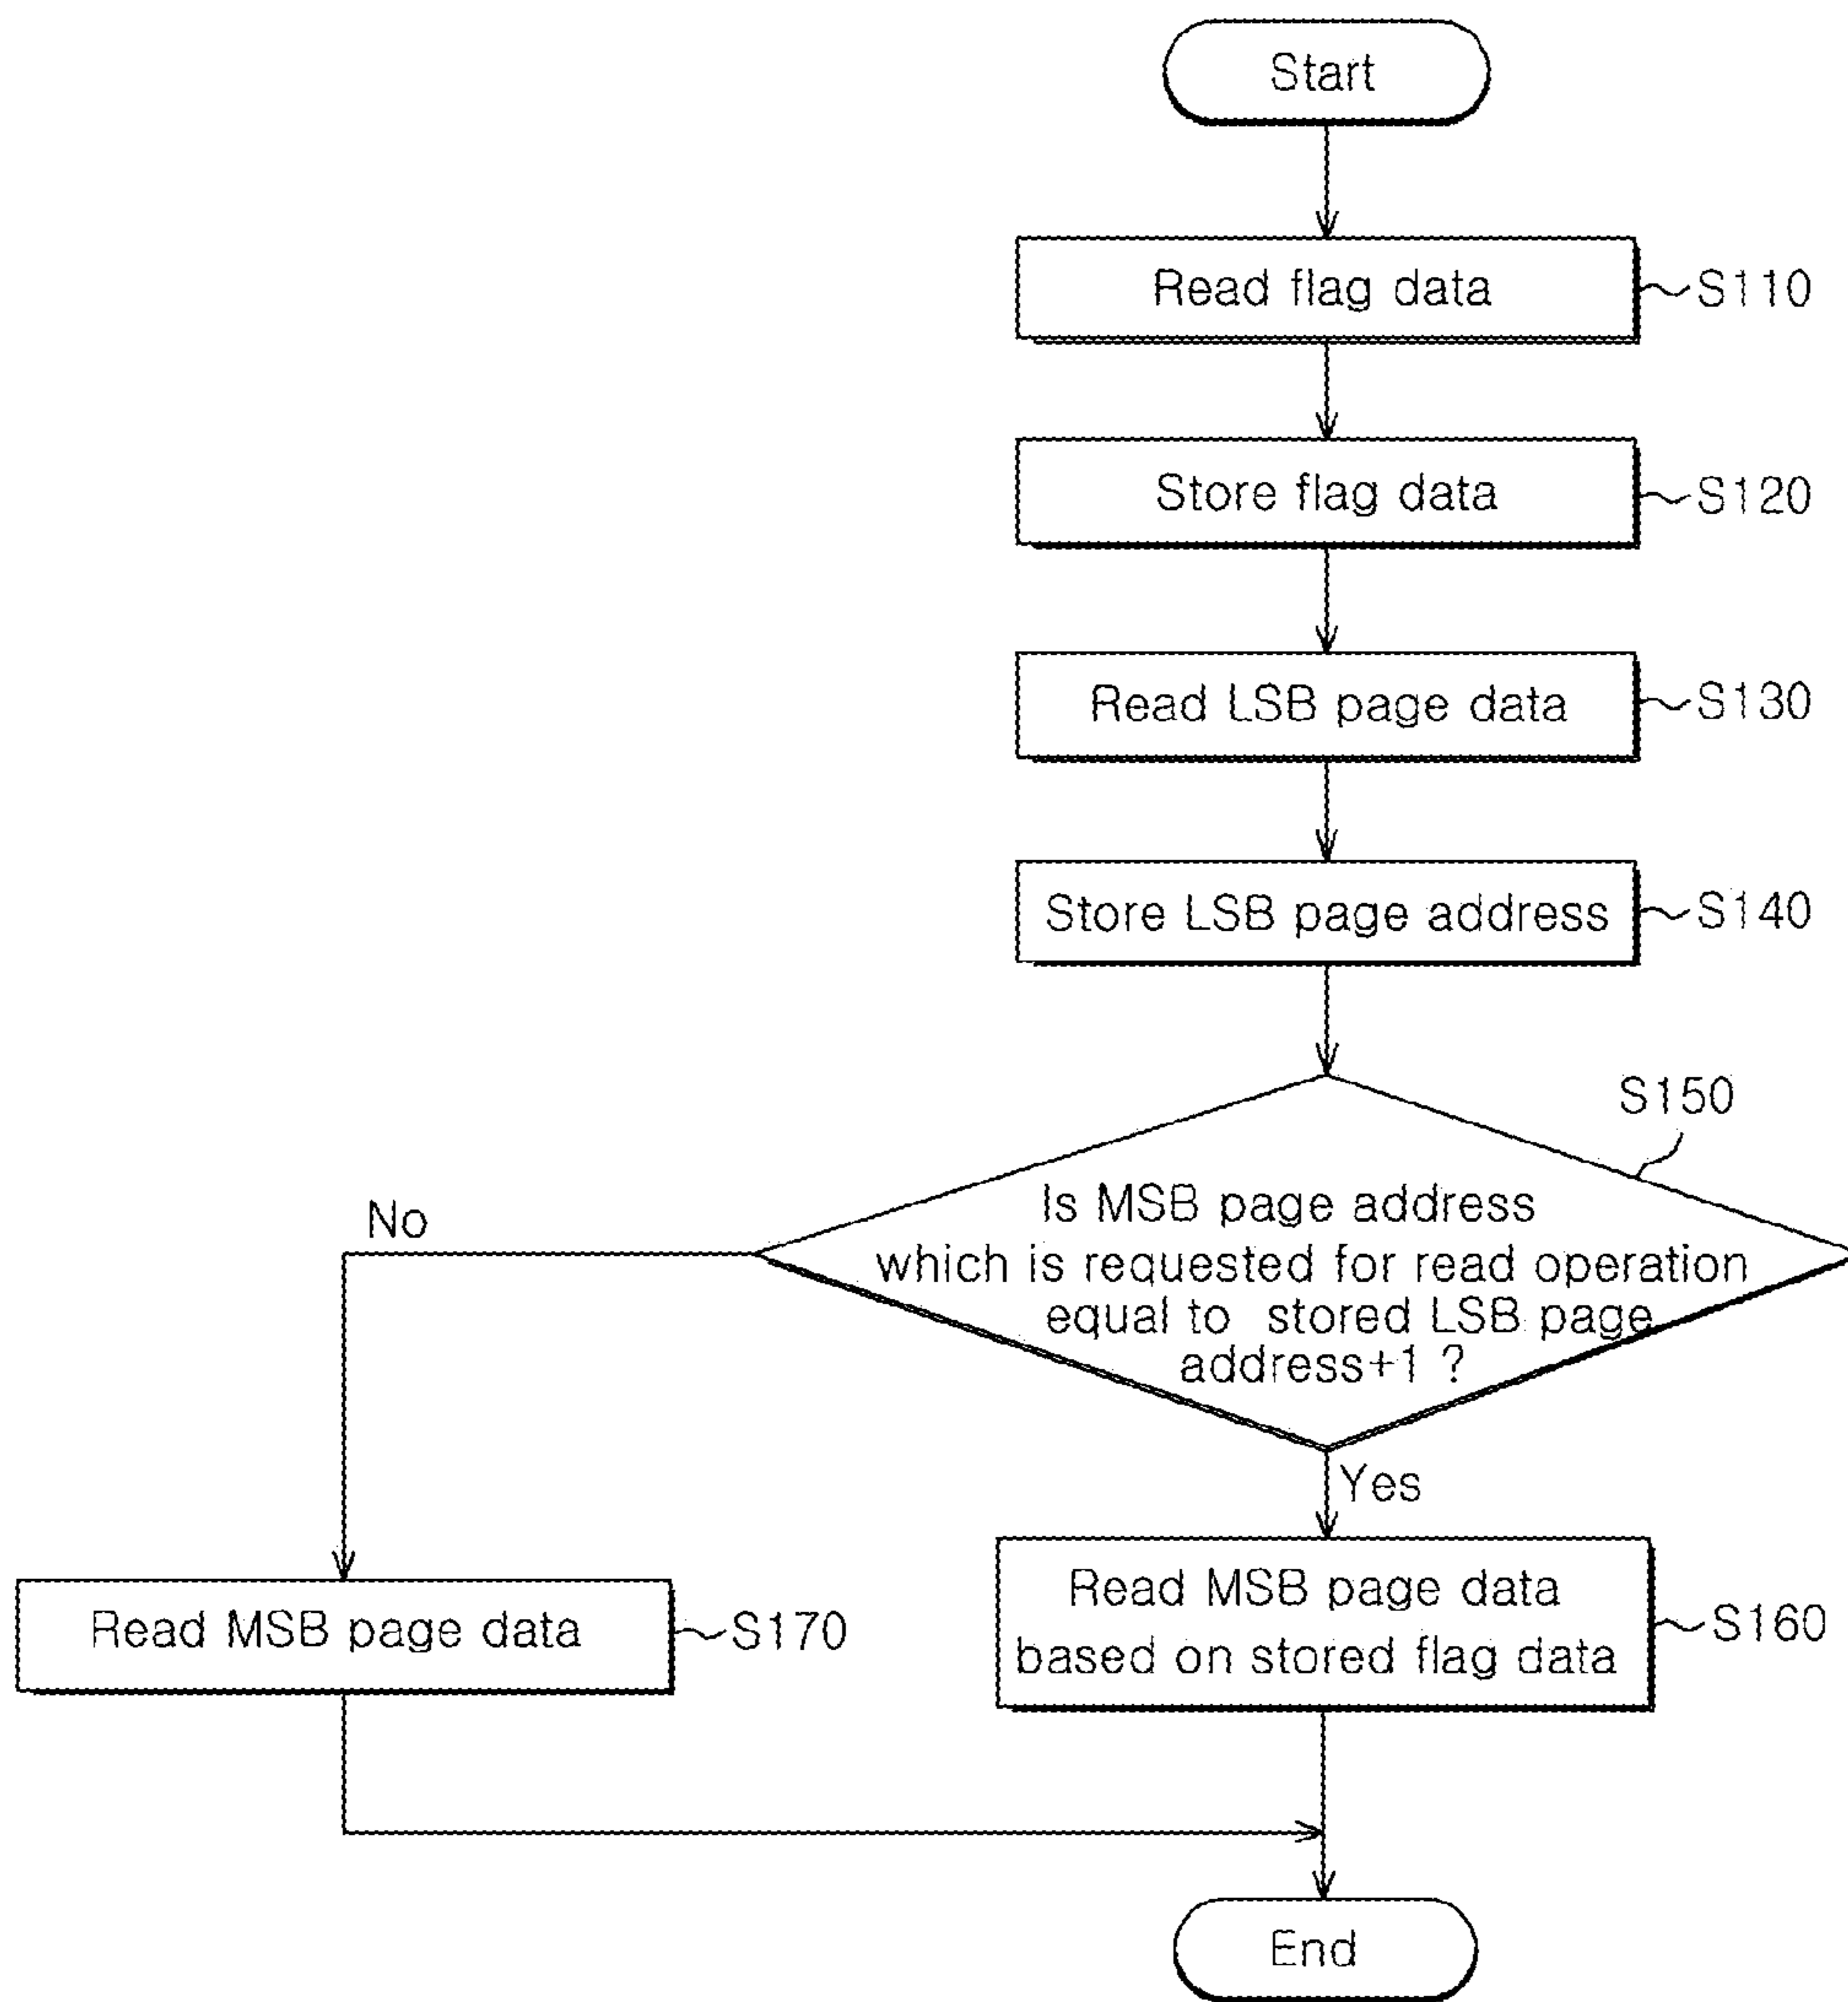 Start
Read flag data
S110
Store flag data
S120
Read LSB page data
S130
Store LSB page address
S140
S150
Is MSB page address
which is requested for read operation
equal to stored LSB page
address+1 ?
No
Yes
Read MSB page data
S170
Read MSB page data
based on stored flag data
S160
End